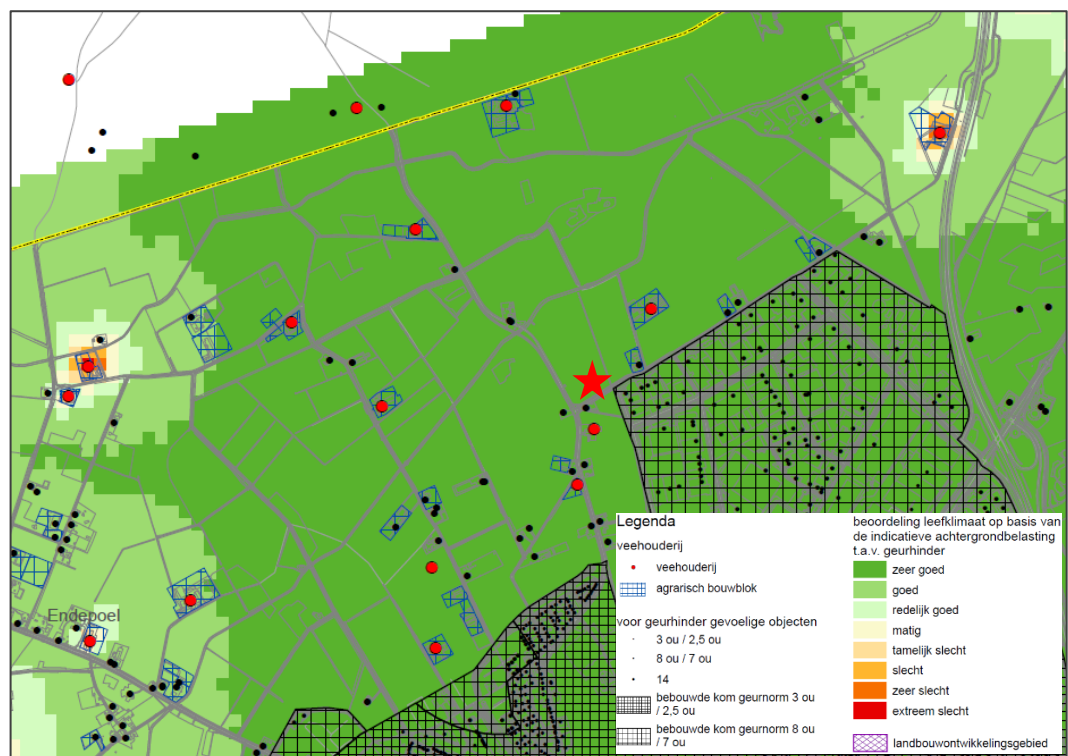 Endepoel
Legenda
veehouderij
veehouderij
agrarisch bouwblok
voor geurhinder gevoelige objecten
3 ou / 2,5 ou
8 ou / 7 ou
14
bebouwde kom geurnorm 3 ou
/ 2,5 ou
bebouwde kom geurnorm 8 ou
/ 7 ou
beoordeling leefklimaat op basis van
de indicatieve achtergrondbelasting
t.a.v. geurhinder
zeer goed
goed
redelijk goed
matig
tamelijk slecht
slecht
zeer slecht
extreem slecht
landbouwontwikkelingsgebied